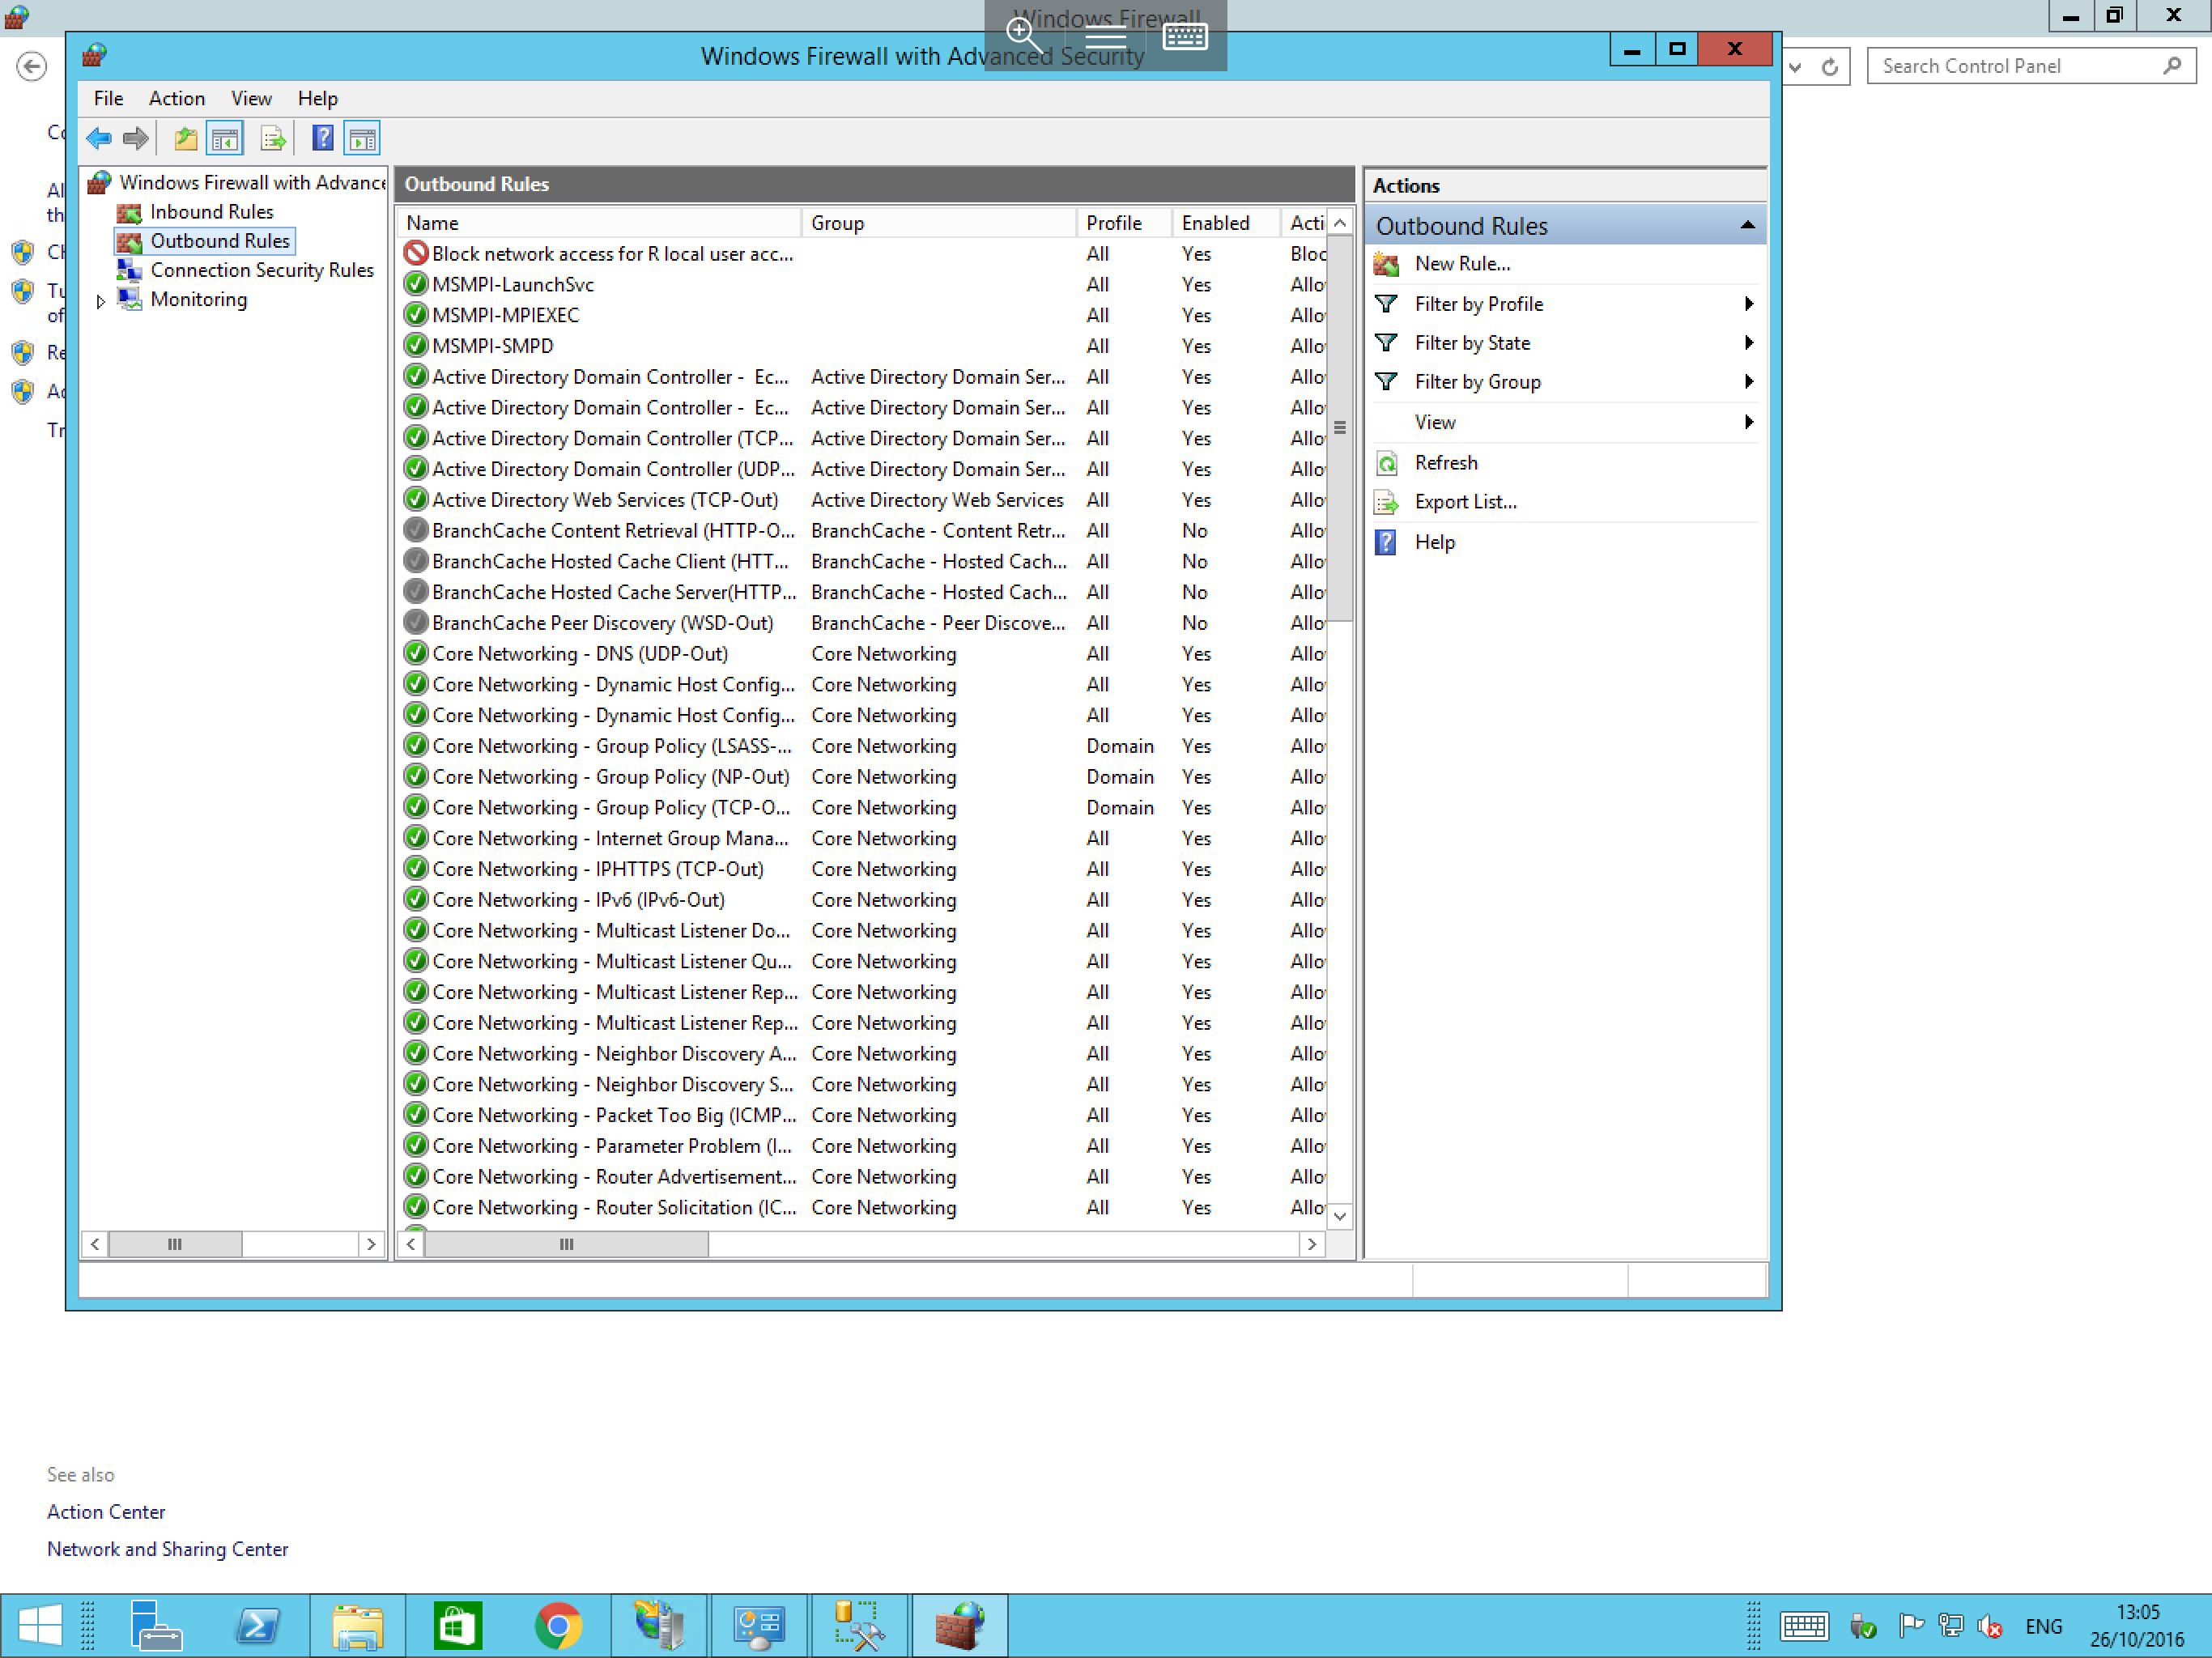 Windows Firewall
Windows Firewall with Advanced Security
Search Control Panel
File Action View Help
Windows Firewall with Advance
Inbound Rules
Outbound Rules
Connection Security Rules
Monitoring
Outbound Rules
Name Group Profile Enabled Acti
Block network access for R local user acc... All Yes Bloc
MSMPI-LaunchSvc All Yes Allo
MSMPI-MPIEXEC All Yes Allo
MSMPI-SMPD All Yes Allo
Active Directory Domain Controller - Ec... Active Directory Domain Ser... All Yes Allo
Active Directory Domain Controller - Ec... Active Directory Domain Ser... All Yes Allo
Active Directory Domain Controller (TCP... Active Directory Domain Ser... All Yes Allo
Active Directory Domain Controller (UDP... Active Directory Domain Ser... All Yes Allo
Active Directory Web Services (TCP-Out) Active Directory Web Services All Yes Allo
BranchCache Content Retrieval (HTTP-O... BranchCache - Content Retr... All No Allo
BranchCache Hosted Cache Client (HTT... BranchCache - Hosted Cach... All No Allo
BranchCache Hosted Cache Server(HTTP... BranchCache - Hosted Cach... All No Allo
BranchCache Peer Discovery (WSD-Out) BranchCache - Peer Discove... All No Allo
Core Networking - DNS (UDP-Out) Core Networking All Yes Allo
Core Networking - Dynamic Host Config... Core Networking All Yes Allo
Core Networking - Dynamic Host Config... Core Networking All Yes Allo
Core Networking - Group Policy (LSASS-... Core Networking Domain Yes Allo
Core Networking - Group Policy (NP-Out) Core Networking Domain Yes Allo
Core Networking - Group Policy (TCP-O... Core Networking Domain Yes Allo
Core Networking - Internet Group Mana... Core Networking All Yes Allo
Core Networking - IPHTTPS (TCP-Out) Core Networking All Yes Allo
Core Networking - IPv6 (IPv6-Out) Core Networking All Yes Allo
Core Networking - Multicast Listener Do... Core Networking All Yes Allo
Core Networking - Multicast Listener Qu... Core Networking All Yes Allo
Core Networking - Multicast Listener Rep... Core Networking All Yes Allo
Core Networking - Multicast Listener Rep... Core Networking All Yes Allo
Core Networking - Neighbor Discovery A... Core Networking All Yes Allo
Core Networking - Neighbor Discovery S... Core Networking All Yes Allo
Core Networking - Packet Too Big (ICMP... Core Networking All Yes Allo
Core Networking - Parameter Problem (I... Core Networking All Yes Allo
Core Networking - Router Advertisement... Core Networking All Yes Allo
Core Networking - Router Solicitation (IC... Core Networking All Yes Allo
Actions
Outbound Rules
New Rule...
Filter by Profile
Filter by State
Filter by Group
View
Refresh
Export List...
Help
See also
Action Center
Network and Sharing Center
ENG
13:05
26/10/2016